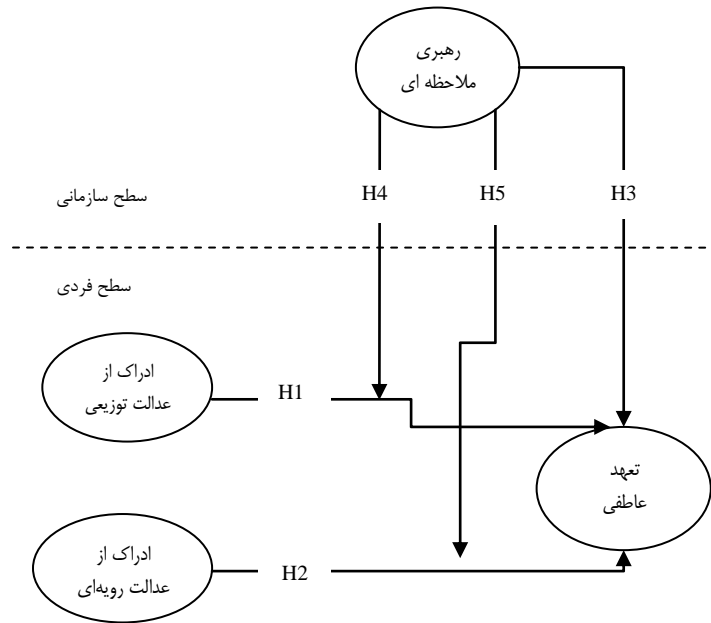 رهبری
ملاحظه ای
سطح سازمانی
H4
H5
H3
سطح فردی
ادراک از
عدالت توزیعی
H1
تعهد
عاطفی
ادراک از
عدالت رویه‌ای
H2